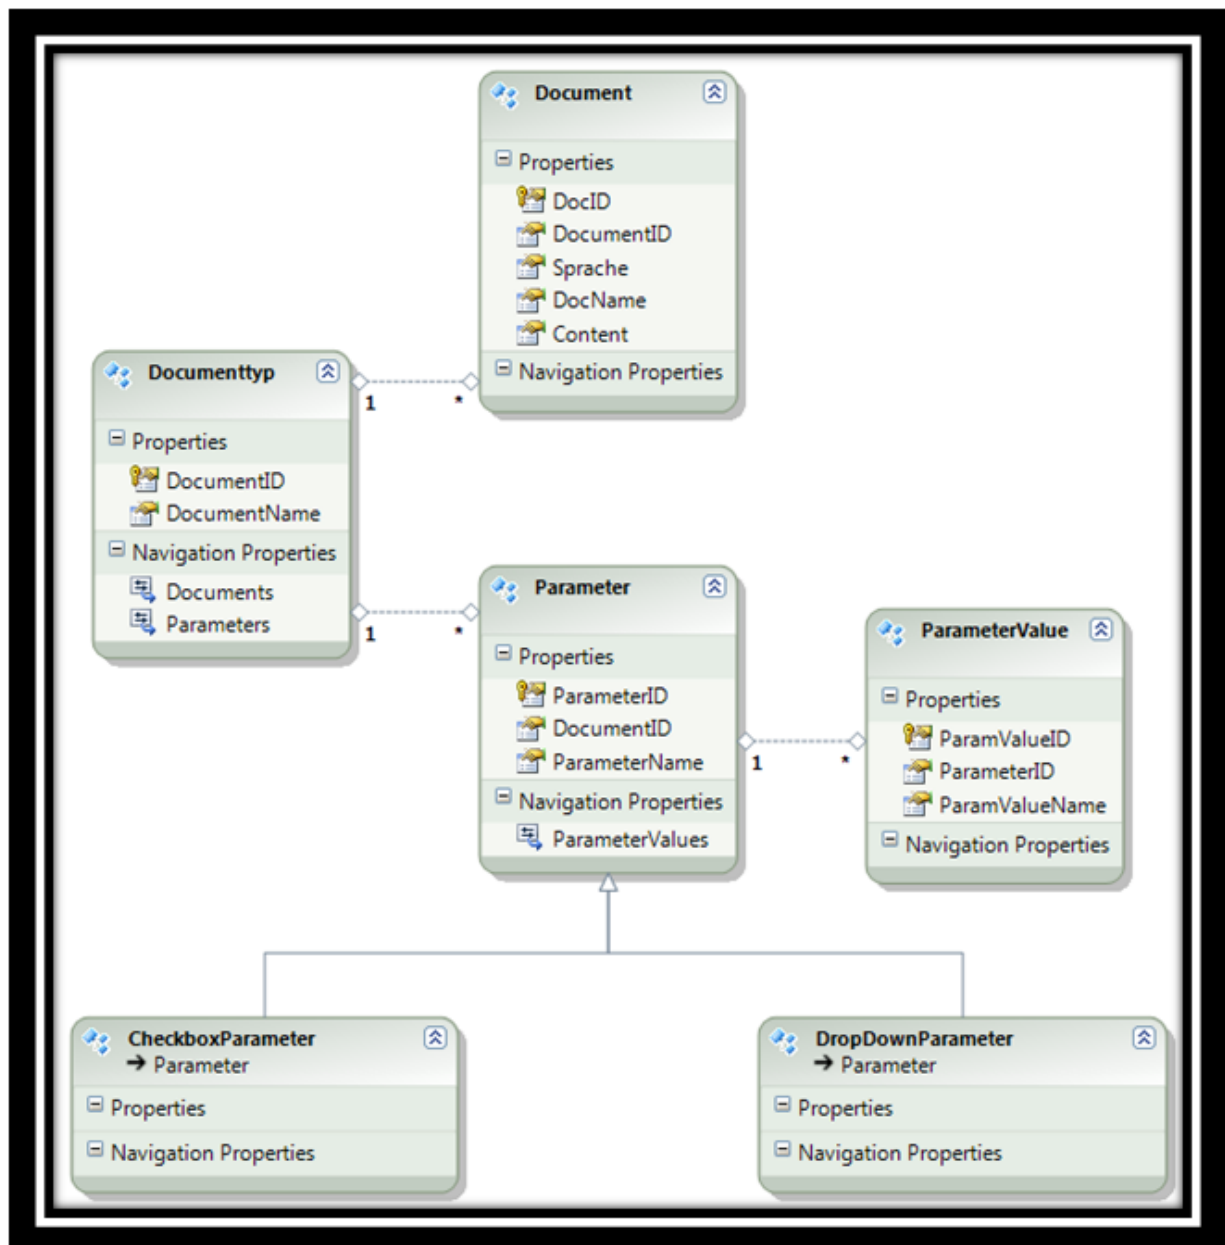 Document
Properties
DocID
DocumentID
Sprache
DocName
Content
Navigation Properties
Documenttyp
Properties
DocumentID
DocumentName
Navigation Properties
Documents
Parameters
1
*
1
*
Parameter
Properties
ParameterID
DocumentID
ParameterName
Navigation Properties
ParameterValues
1
*
ParameterValue
Properties
ParamValueID
ParameterID
ParamValueName
Navigation Properties
CheckboxParameter
➔ Parameter
Properties
Navigation Properties
DropDownParameter
➔ Parameter
Properties
Navigation Properties